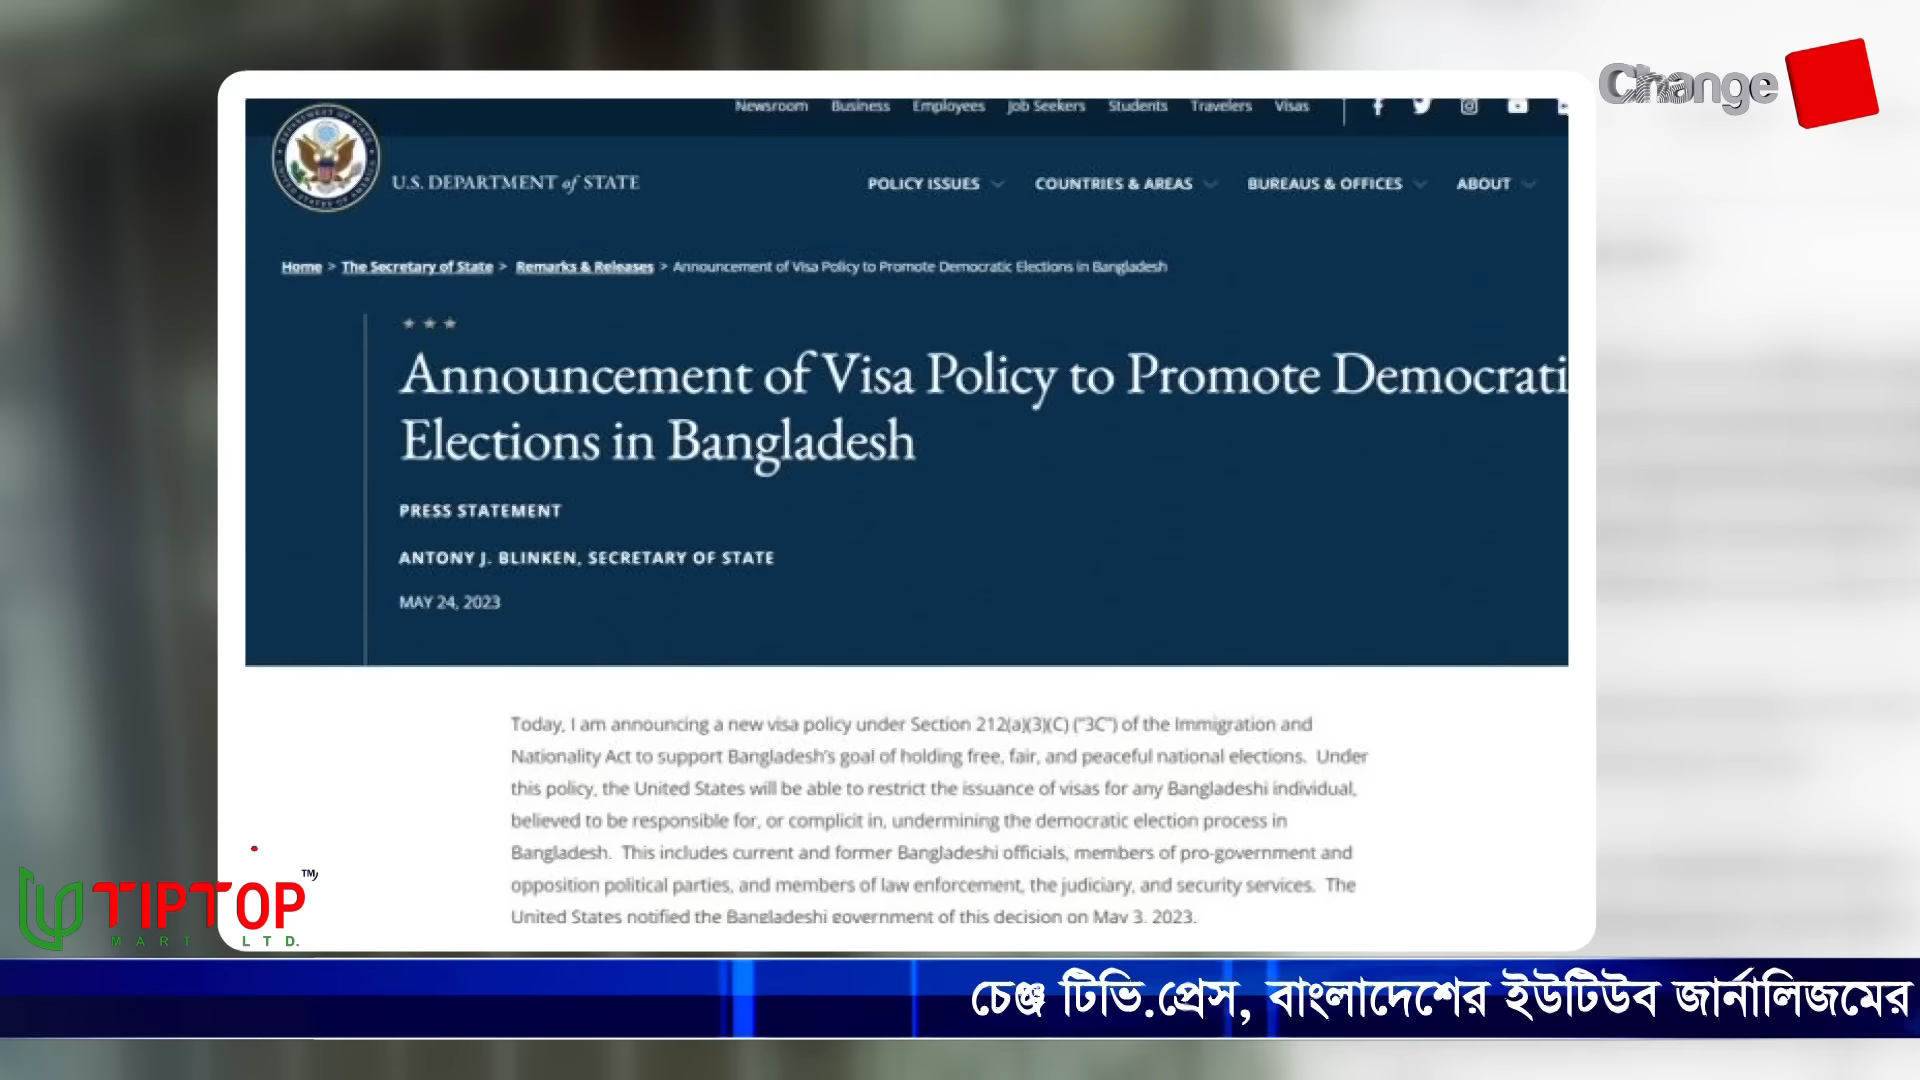 Change
Newsroom Business Employees Job Seekers Students Travelers Visas
U.S. DEPARTMENT of STATE
POLICY ISSUES COUNTRIES & AREAS BUREAUS & OFFICES ABOUT
Home > The Secretary of State > Remarks & Releases > Announcement of Visa Policy to Promote Democratic Elections in Bangladesh
Announcement of Visa Policy to Promote Democrati
Elections in Bangladesh
PRESS STATEMENT
ANTONY J. BLINKEN, SECRETARY OF STATE
MAY 24, 2023
Today, I am announcing a new visa policy under Section 212(a)(3)(C) (“3C”) of the Immigration and
Nationality Act to support Bangladesh’s goal of holding free, fair, and peaceful national elections. Under
this policy, the United States will be able to restrict the issuance of visas for any Bangladeshi individual,
believed to be responsible for, or complicit in, undermining the democratic election process in
Bangladesh. This includes current and former Bangladeshi officials, members of pro-government and
opposition political parties, and members of law enforcement, the judiciary, and security services. The
United States notified the Bangladeshi government of this decision on May 3, 2023.
TIPTOP TM
MART LTD.
চেঞ্জ টিভি.প্রেস, বাংলাদেশের ইউটিউব জার্নালিজমের